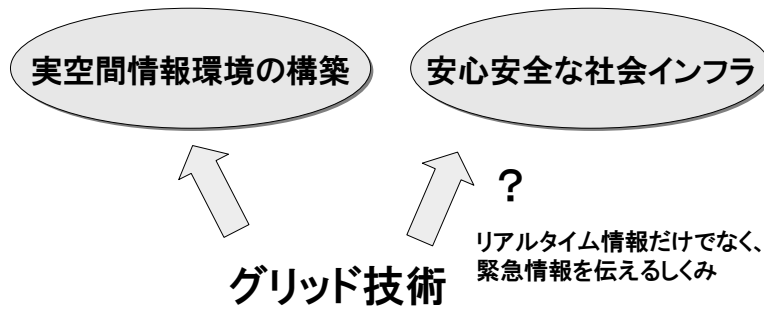 実空間情報環境の構築
安心安全な社会インフラ
?
リアルタイム情報だけでなく、
緊急情報を伝えるしくみ
グリッド技術